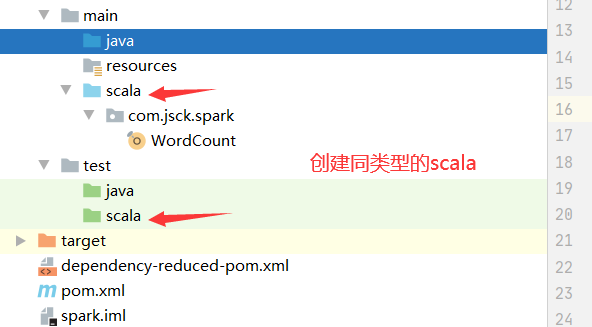 main
java
resources
scala
com.jsck.spark
WordCount
test
java
scala
target
dependency-reduced-pom.xml
pom.xml
spark.iml
创建同类型的scala
12
13
14
15
16
17
18
19
20
21
22
23
24